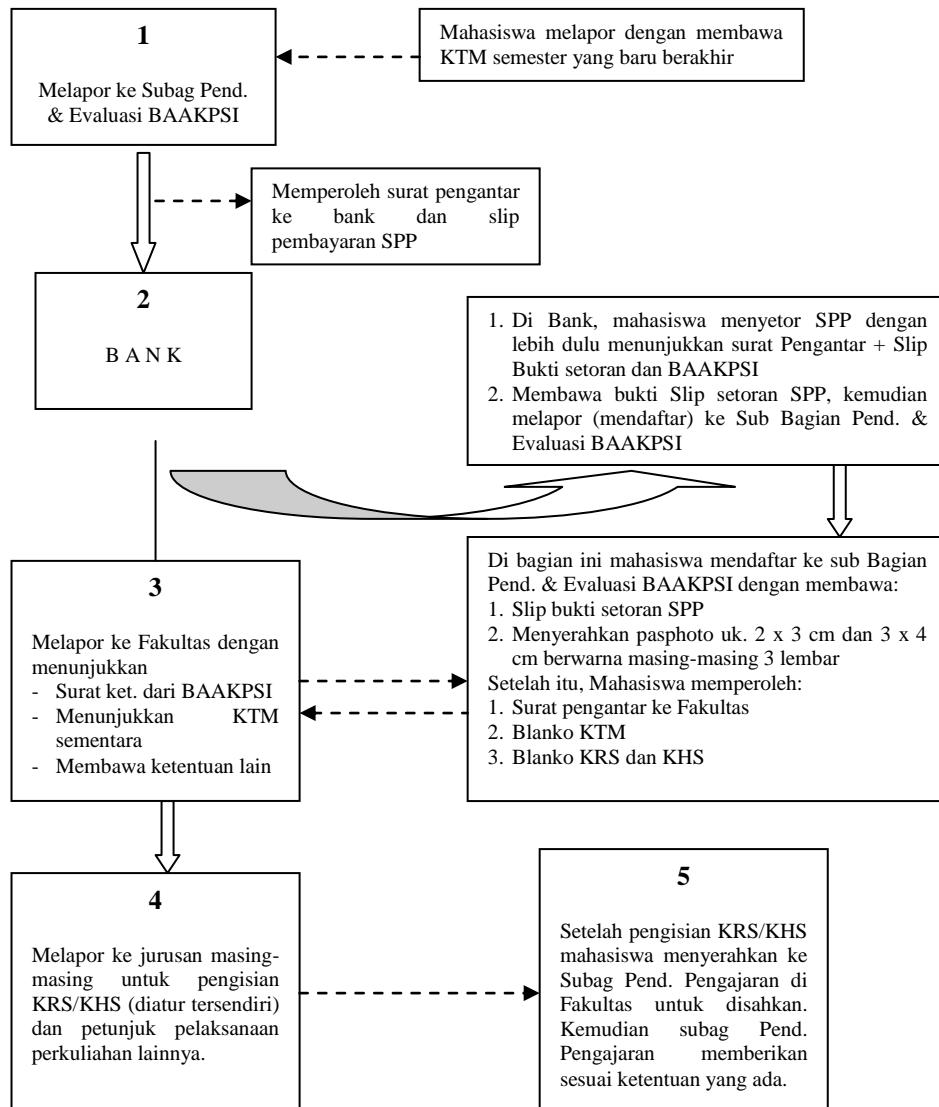 1
Melapor ke Subag Pend.
& Evaluasi BAAKPSI
Mahasiswa melapor dengan membawa
KTM semester yang baru berakhir
Memperoleh surat pengantar
ke bank dan slip
pembayaran SPP
2
B A N K
1. Di Bank, mahasiswa menyetor SPP dengan
lebih dulu menunjukkan surat Pengantar + Slip
Bukti setoran dan BAAKPSI
2. Membawa bukti Slip setoran SPP, kemudian
melapor (mendaftar) ke Sub Bagian Pend. &
Evaluasi BAAKPSI
Di bagian ini mahasiswa mendaftar ke sub Bagian
Pend. & Evaluasi BAAKPSI dengan membawa:
1. Slip bukti setoran SPP
2. Menyerahkan pasphoto uk. 2 x 3 cm dan 3 x 4
cm berwarna masing-masing 3 lembar
Setelah itu, Mahasiswa memperoleh:
1. Surat pengantar ke Fakultas
2. Blanko KTM
3. Blanko KRS dan KHS
3
Melapor ke Fakultas dengan
menunjukkan
- Surat ket. dari BAAKPSI
- Menunjukkan KTM
sementara
- Membawa ketentuan lain
4
Melapor ke jurusan masing-
masing untuk pengisian
KRS/KHS (diatur tersendiri)
dan petunjuk pelaksanaan
perkuliahan lainnya.
5
Setelah pengisian KRS/KHS
mahasiswa menyerahkan ke
Subag Pend. Pengajaran di
Fakultas untuk disahkan.
Kemudian subag Pend.
Pengajaran memberikan
sesuai ketentuan yang ada.